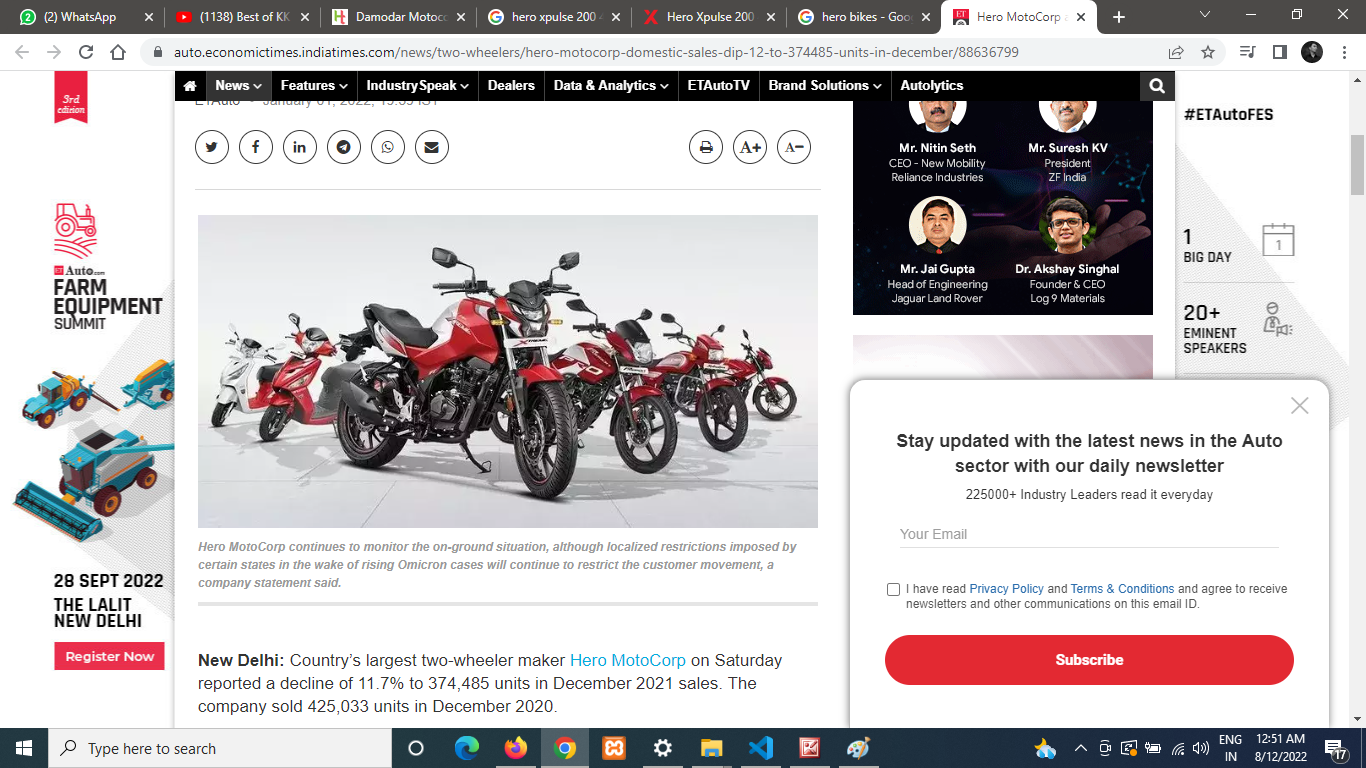 (2) WhatsApp
(1138) Best of KK
Damodar Motoco
hero xpulse 200 4
Hero Xpulse 200
hero bikes - Goo
Hero MotoCorp a
auto.economictimes.indiatimes.com/news/two-wheelers/hero-motocorp-domestic-sales-dip-12-to-374485-units-in-december/88636799
News
Features
IndustrySpeak
Dealers
Data & Analytics
ETAutoTV
Brand Solutions
Autolytics
3rd
edition
ET Auto.com
FARM
EQUIPMENT
SUMMIT
28 SEPT 2022
THE LALIT
NEW DELHI
Register Now
ETAuto • January 01, 2022, 19:39 IST
A+
A-
XTREME
Hero MotoCorp continues to monitor the on-ground situation, although localized restrictions imposed by
certain states in the wake of rising Omicron cases will continue to restrict the customer movement, a
company statement said.
New Delhi: Country's largest two-wheeler maker Hero MotoCorp on Saturday
reported a decline of 11.7% to 374,485 units in December 2021 sales. The
company sold 425,033 units in December 2020.
Mr. Nitin Seth
CEO - New Mobility
Reliance Industries
Mr. Suresh KV
President
ZF India
Mr. Jai Gupta
Head of Engineering
Jaguar Land Rover
Dr. Akshay Singhal
Founder & CEO
Log 9 Materials
#ETAutoFES
1
BIG DAY
1
20+
EMINENT
SPEAKERS
Stay updated with the latest news in the Auto
sector with our daily newsletter
225000+ Industry Leaders read it everyday
Your Email
I have read Privacy Policy and Terms & Conditions and agree to receive
newsletters and other communications on this email ID.
Subscribe
Type here to search
ENG
IN
12:51 AM
8/12/2022
17